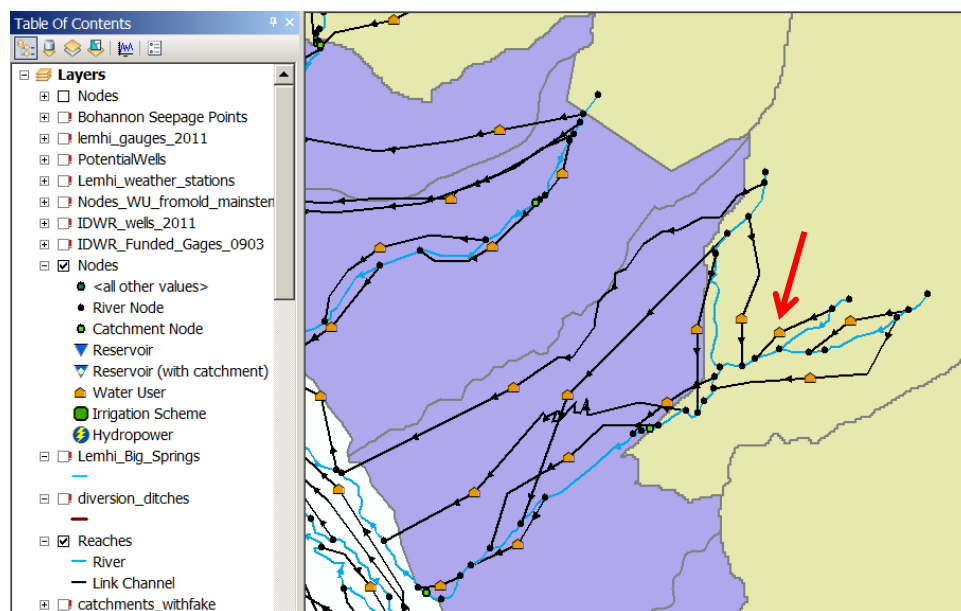 Table Of Contents
Layers
Nodes
Bohannon Seepage Points
lemhi_gauges_2011
PotentialWells
Lemhi_weather_stations
Nodes_WU_fromold_mainsten
IDWR_wells_2011
IDWR_Funded_Gages_0903
Nodes
<all other values>
River Node
Catchment Node
Reservoir
Reservoir (with catchment)
Water User
Irrigation Scheme
Hydropower
Lemhi_Big_Springs
diversion_ditches
Reaches
River
Link Channel
catchments_withfake